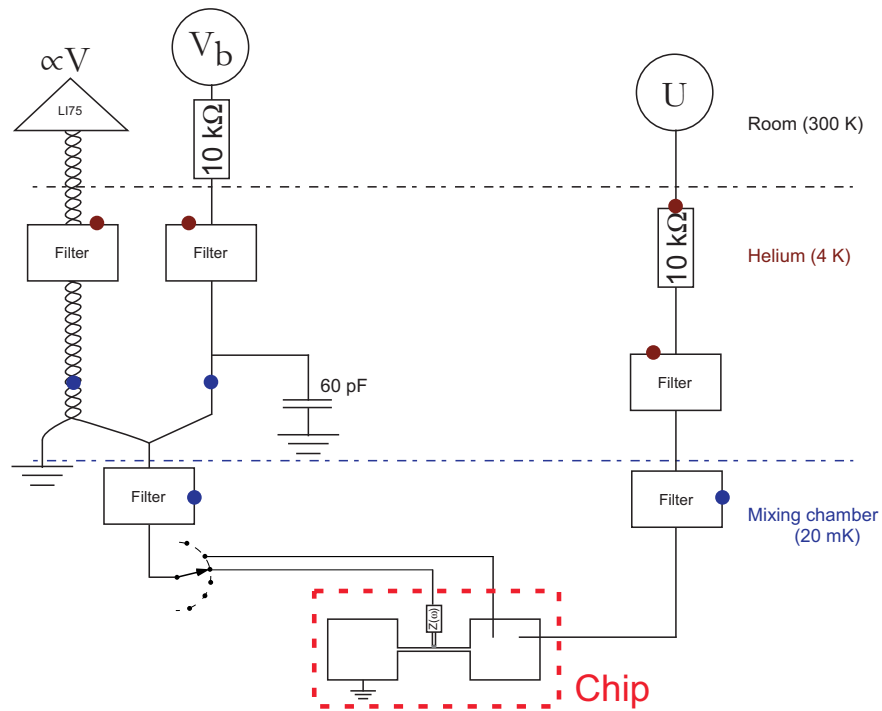 ∝V
V_b
U
LI75
10 kΩ
Room (300 K)
Filter
Filter
10 kΩ
Helium (4 K)
60 pF
Filter
Filter
Filter
Mixing chamber
(20 mK)
Z(ω)
Chip